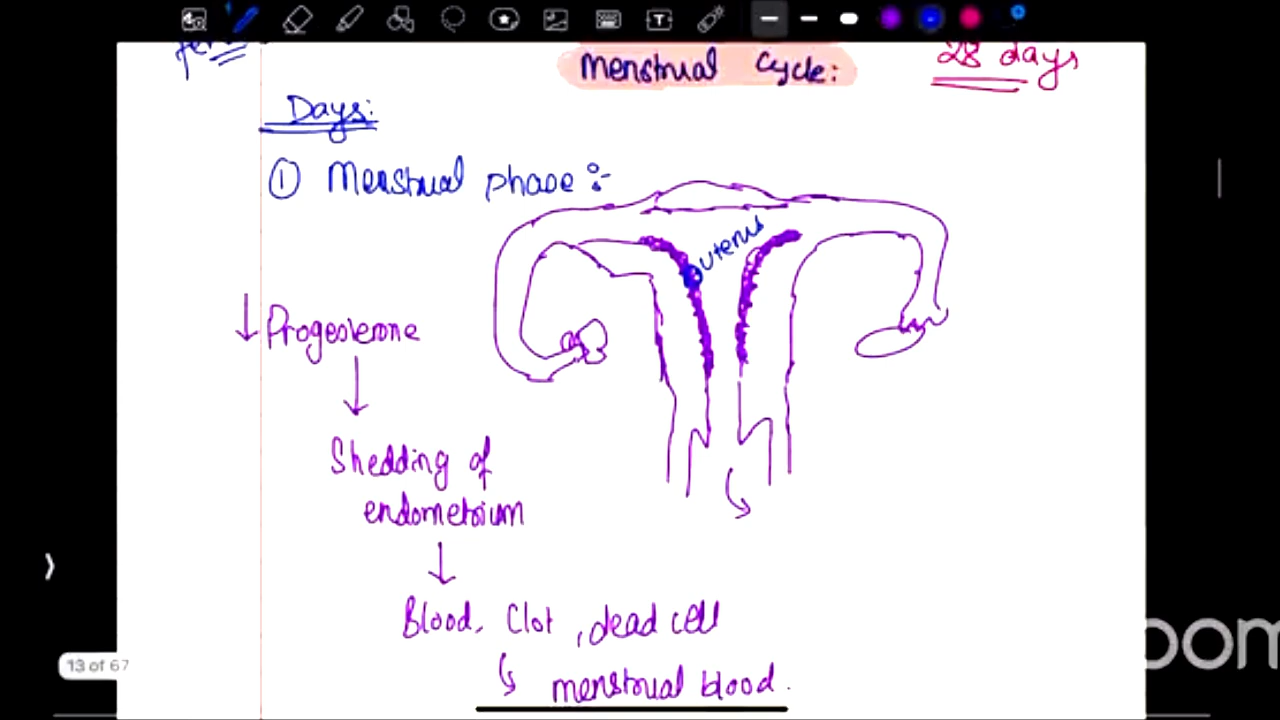 Menstrual Cycle:
28 days
Days:
① Menstrual phase :-
uterus
↓ Progesterone
↓
Shedding of
endometrium
↓
Blood, Clot, dead cell
menstrual blood.
13 of 67
oom